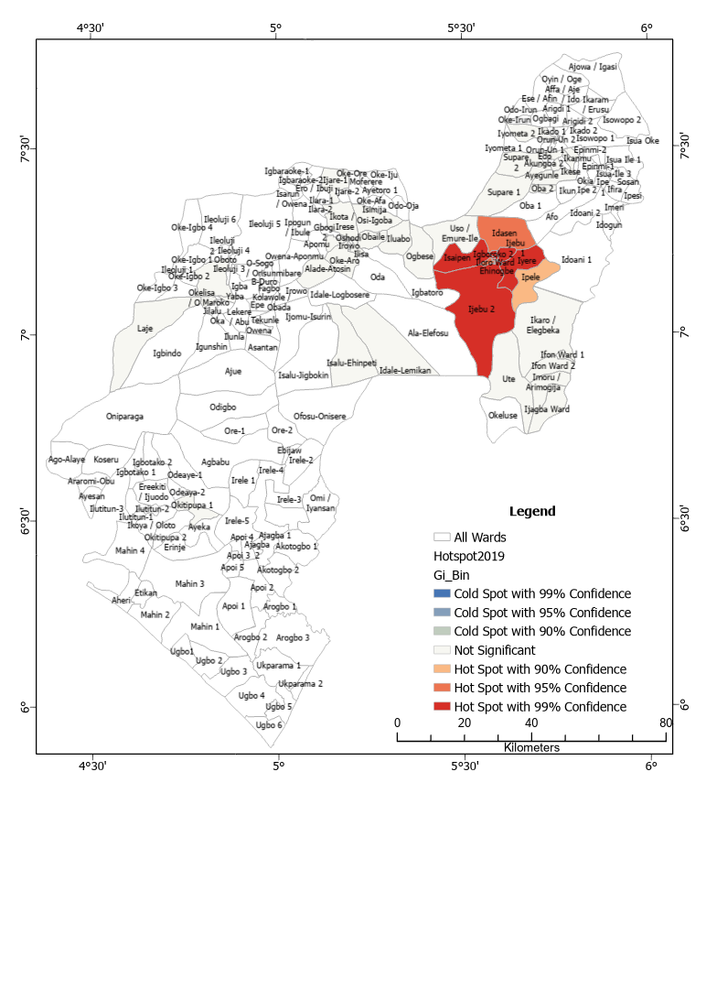 4°30'
5°
5°30'
6°
7°30'
7°30'
Ajowa / Igasi
Oyin / Oge
Affa / Aje
Ese / Afin / Ido Ikaram
Odo-Irun Arigdi 1 / Erusu
Oke-Irun Ogbagi Arigidi 2 Isowopo 2
Iyometa 2 Ikado 1 Ikado 2
Orun-Un 2 Isowopo 1 Isua Oke
Iyometa 1 Orun-Un 1 Epinmi-2
Supare 2 Edo Ikanmu Isua Ile 1
Akungba 2 Epinmi-1
Ayegunle Ikese Isua-Ile 3
Okia Ipe Sosan
Supare 1 Oba 2 Ikun Ipe 2 1 Ifira
Ipesi
Oba 1 Imeri
Afo Idoani 2
Idogun
Igbaraoke-1 Oke-Ore Oke-Iju
Igbaraoke-2 Ijare-1 Moferere
Isarun Ero / Ibuji Ijare-2 Ayetoro 1
/ Owena Ilara-1 Oke-Afa Odo-Oja
Ilara-2 Isimija
Ikota / Osi-Igoba
Ileoluji 6
Oke-Igbo 4 Ileoluji 5 Ipogun / Ibule
Gbogi Irese
2 Oshod Obaile Iluabo
Uso / Emure-Ile
Idasen
Ijebu
Ileoluji 2 Ileoluji 4
Apomu Irowo
Ilisa
Oke-Igbo 1 Oboto Owena-Aponmu Oke-Aro Ogbese
Isaipen Igboroko 2 1 Iyere Idoani 1
Iloro Ward
Ehinogbe Ipele
Ileoluji 1 Ileoluji 3 O-Sogo Alade-Atosin
Oke-Igbo 2 / Orisunmibare Oda
B-Duro
Oke-Igbo 3 Igba Fagbo Irowo Idale-Logbosere Igbatoro
Okelisa Yaba Kolawole
/ O Maroko Epe Obada
Jilalu Lekere Ijomu-Isurin Ijebu 2
Oka / Abu Tekunle
Laje Owena Ikaro / Elegbeka
7°
7°
Ilunla Ala-Elefosu
Igunshin Asantan
Igbindo Ifon Ward 1
Isalu-Ehinpeti Ifon Ward 2
Ajue Isalu-Jigbokin Idale-Lemikan
Ute Imoru / Arimogija
Odigbo Ijagba Ward
Oniparaga Ofosu-Onisere Okeluse
Ore-1 Ore-2
Ebijaw
Ago-Alaye Koseru Igbotako 2 Agbabu Irele-2
Igbotako 1 Odeaye-1 Irele-4
Araromi-Obu Irele 1
Ayesan Ereekiti / Ijuodo Odeaya-2
Ilutitun-3 Ilutitun-2 Okitipupa 1 Irele-3 Omi / Iyansan
Ilutitun-1
6°30'
6°30'
Ikoya / Oloto Ayeka Irele-5
Okitipupa 2 Apoi 4 Ajagba 1
Mahin 4 Erinje Ajagba 2 Akotogbo 1
Apoi 3
Apoi 5 Akotogbo 2
Mahin 3 Apoi 2
Etikan
Aheri Apoi 1 Arogbo 1
Mahin 2
Mahin 1 Arogbo 2 Arogbo 3
Ugbo1
Ugbo 2 Ukparama 1
Ugbo 3
Ukparama 2
Ugbo 4
Ugbo 5
Ugbo 6
6°
6°
Legend
All Wards
Hotspot2019
Gi_Bin
Cold Spot with 99% Confidence
Cold Spot with 95% Confidence
Cold Spot with 90% Confidence
Not Significant
Hot Spot with 90% Confidence
Hot Spot with 95% Confidence
Hot Spot with 99% Confidence
0 20 40 80
Kilometers
4°30'
5°
5°30'
6°